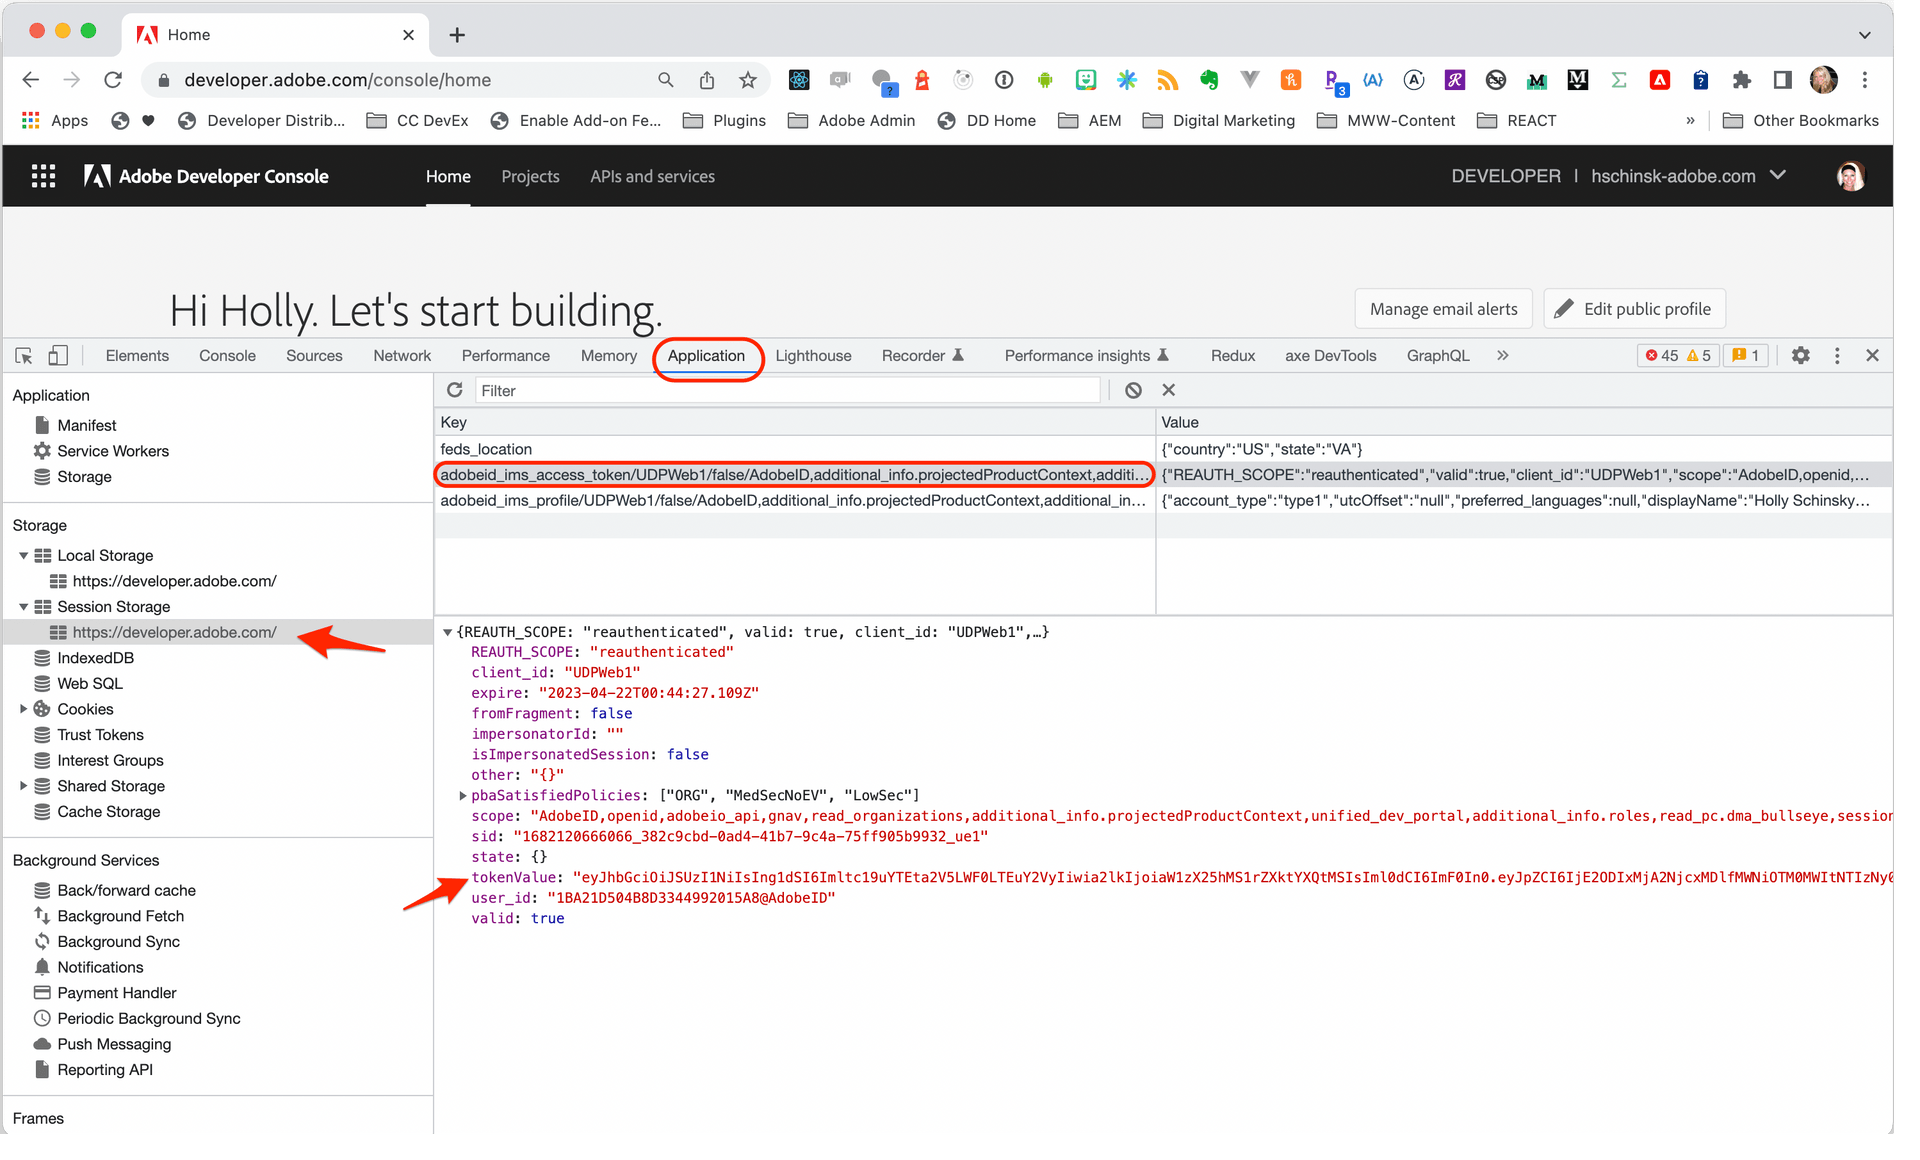 Home
developer.adobe.com/console/home
Apps
Developer Distrib...
CC DevEx
Enable Add-on Fe...
Plugins
Adobe Admin
DD Home
AEM
Digital Marketing
MWW-Content
REACT
»
Other Bookmarks
Adobe Developer Console
Home
Projects
APIs and services
DEVELOPER | hschinsk-adobe.com
Hi Holly. Let's start building.
Manage email alerts
Edit public profile
Elements
Console
Sources
Network
Performance
Memory
Application
Lighthouse
Recorder
Performance insights
Redux
axe DevTools
GraphQL
»
45
5
1
Application
Manifest
Service Workers
Storage
Storage
Local Storage
https://developer.adobe.com/
Session Storage
https://developer.adobe.com/
IndexedDB
Web SQL
Cookies
Trust Tokens
Interest Groups
Shared Storage
Cache Storage
Background Services
Back/forward cache
Background Fetch
Background Sync
Notifications
Payment Handler
Periodic Background Sync
Push Messaging
Reporting API
Frames
Filter
Key
Value
feds_location
{"country":"US","state":"VA"}
adobeid_ims_access_token/UDPWeb1/false/AdobeID,additional_info.projectedProductContext,additi...
{"REAUTH_SCOPE":"reauthenticated","valid":true,"client_id":"UDPWeb1","scope":"AdobeID,openid,...
adobeid_ims_profile/UDPWeb1/false/AdobeID,additional_info.projectedProductContext,additional_in...
{"account_type":"type1","utcOffset":"null","preferred_languages":null,"displayName":"Holly Schinsky...
{REAUTH_SCOPE: "reauthenticated", valid: true, client_id: "UDPWeb1",…}
REAUTH_SCOPE: "reauthenticated"
client_id: "UDPWeb1"
expire: "2023-04-22T00:44:27.109Z"
fromFragment: false
impersonatorId: ""
isImpersonatedSession: false
other: "{}"
pbaSatisfiedPolicies: ["ORG", "MedSecNoEV", "LowSec"]
scope: "AdobeID,openid,adobeio_api,gnav,read_organizations,additional_info.projectedProductContext,unified_dev_portal,additional_info.roles,read_pc.dma_bullseye,session
sid: "1682120666066_382c9cbd-0ad4-41b7-9c4a-75ff905b9932_ue1"
state: {}
tokenValue:
user_id: "1BA21D504B8D3344992015A8@AdobeID"
valid: true